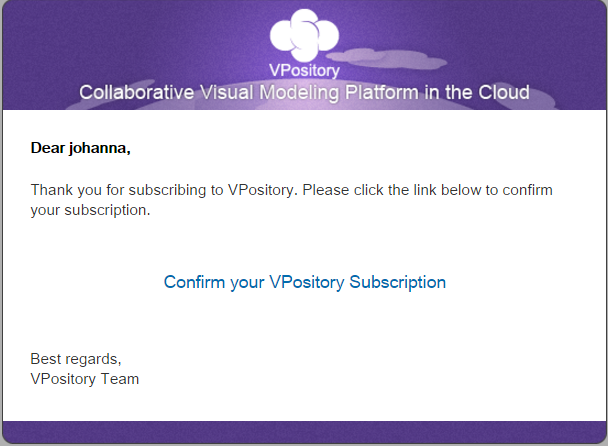 VPository
Collaborative Visual Modeling Platform in the Cloud
Dear johanna,
Thank you for subscribing to VPository. Please click the link below to confirm
your subscription.
Confirm your VPository Subscription
Best regards,
VPository Team